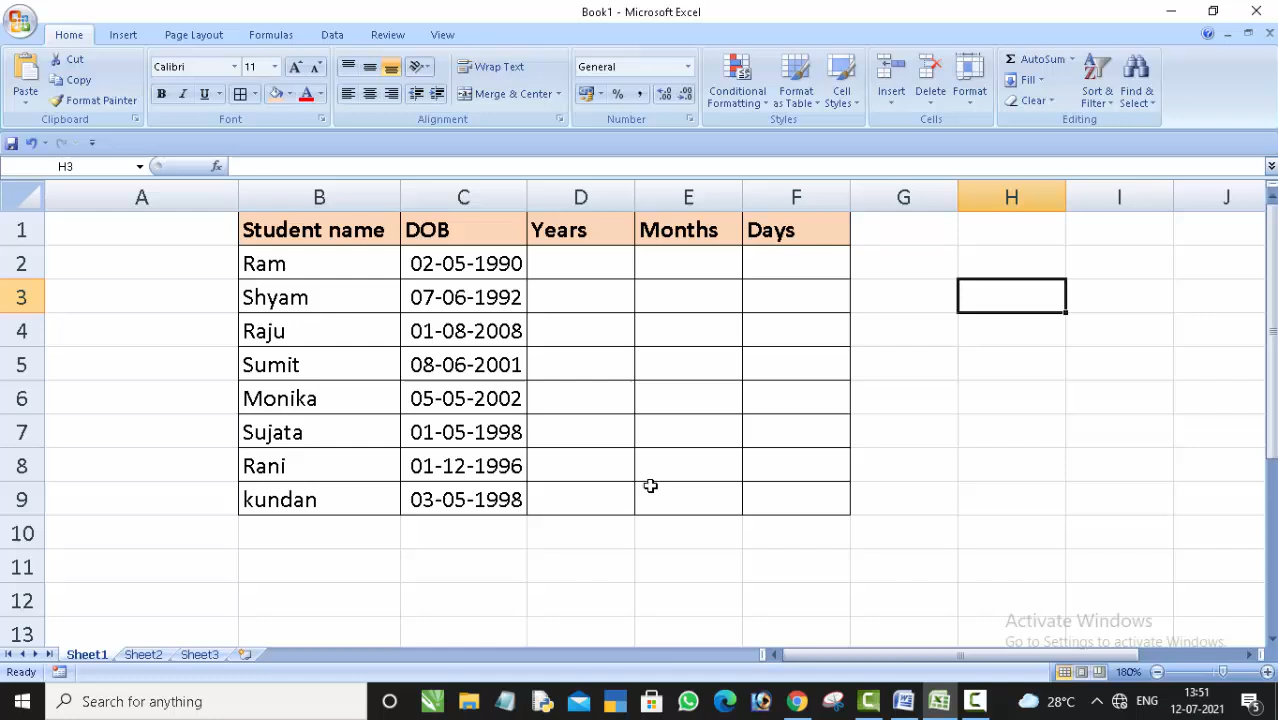 Book1 - Microsoft Excel
Home Insert Page Layout Formulas Data Review View
Paste
Cut
Copy
Format Painter
Clipboard
Calibri 11
B I U
Font
Wrap Text
Merge & Center
Alignment
General
% ,
Number
Conditional Formatting
Format as Table
Cell Styles
Styles
Insert Delete Format
Cells
Σ AutoSum
Fill
Clear
Sort & Filter
Find & Select
Editing
H3 fx
A B C D E F G H I J
1 Student name DOB Years Months Days
2 Ram 02-05-1990
3 Shyam 07-06-1992
4 Raju 01-08-2008
5 Sumit 08-06-2001
6 Monika 05-05-2002
7 Sujata 01-05-1998
8 Rani 01-12-1996
9 kundan 03-05-1998
10
11
12
13
Activate Windows
Go to Settings to activate Windows.
Sheet1 Sheet2 Sheet3
Ready 180%
Search for anything
28°C ENG 13:51
12-07-2021
5